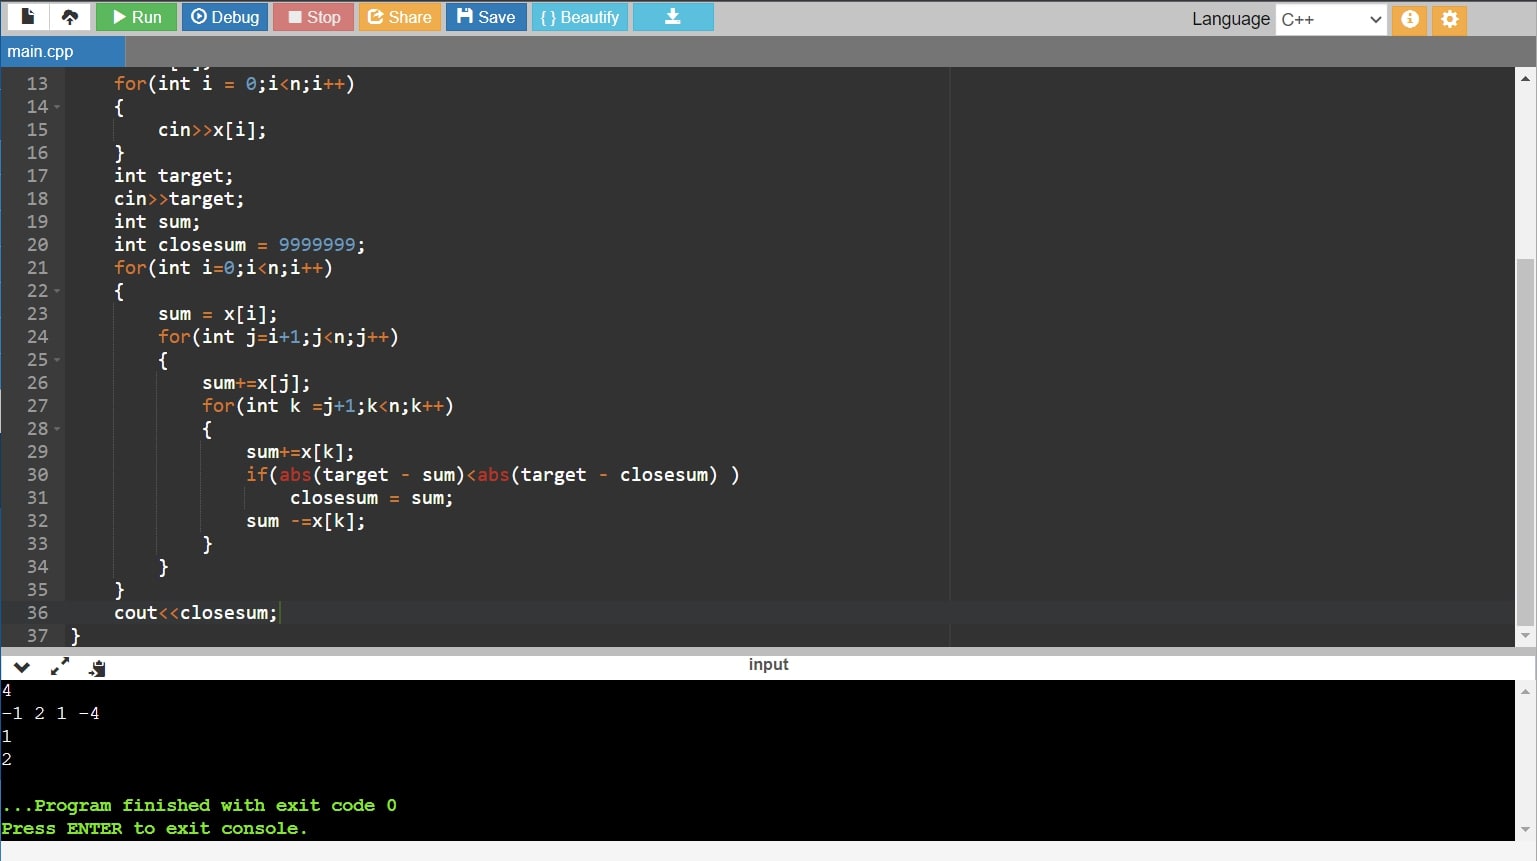 Run Debug Stop Share Save { } Beautify Language C++
main.cpp
13 for(int i = 0;i<n;i++)
14 {
15 cin>>x[i];
16 }
17 int target;
18 cin>>target;
19 int sum;
20 int closesum = 9999999;
21 for(int i=0;i<n;i++)
22 {
23 sum = x[i];
24 for(int j=i+1;j<n;j++)
25 {
26 sum+=x[j];
27 for(int k =j+1;k<n;k++)
28 {
29 sum+=x[k];
30 if(abs(target - sum)<abs(target - closesum) )
31 closesum = sum;
32 sum -=x[k];
33 }
34 }
35 }
36 cout<<closesum;
37 }
input
4
-1 2 1 -4
1
2
...Program finished with exit code 0
Press ENTER to exit console.